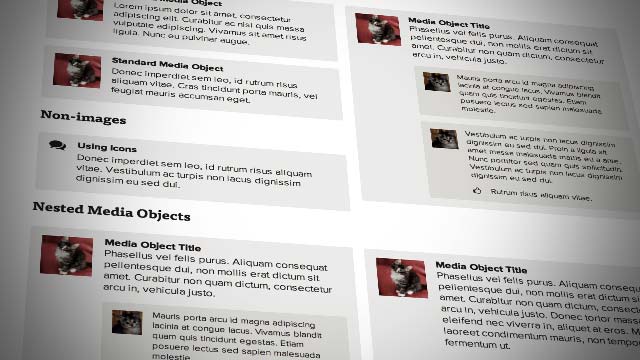 Media Object
Lorem ipsum dolor sit amet, consectetur
adipiscing elit. Curabitur ac nisl quis massa
vulputate adipiscing. Vivamus sit amet risus
ligula. Nunc eu pulvinar augue.
Standard Media Object
Donec imperdiet sem leo, id rutrum risus
aliquam vitae. Cras tincidunt porta mauris, vel
feugiat mauris accumsan eget.
Non-images
Using Icons
Donec imperdiet sem leo, id rutrum risus aliquam
vitae. Vestibulum ac turpis non lacus dignissim
dignissim eu sed dui.
Nested Media Objects
Media Object Title
Phasellus vel felis purus. Aliquam consequat
pellentesque dui, non mollis erat dictum sit
amet. Curabitur non quam dictum, consectetur
arcu in, vehicula justo.
Mauris porta arcu id magna adipiscing
lacinia at congue lacus. Vivamus blandit
quam quis tincidunt egestas. Etiam
posuere lectus sed sapien malesuada
molestie.
Media Object Title
Phasellus vel felis purus. Aliquam consequat
pellentesque dui, non mollis erat dictum sit
amet. Curabitur non quam dictum, consectetur
arcu in, vehicula justo.
Mauris porta arcu id magna adipiscing
lacinia at congue lacus. Vivamus blandit
quam quis tincidunt egestas. Etiam
posuere lectus sed sapien malesuada
molestie.
Vestibulum ac turpis non lacus dignissim
dignissim eu sed dui. Proin a ligula sit
amet massa malesuada mattis eu a ante.
Nunc porttitor sed quam quis sollicitudin.
Vestibulum ac turpis non lacus dignissim
dignissim eu sed dui.
Rutrum risus aliquam vitae.
Media Object Title
Phasellus vel felis purus. Aliquam consequat
pellentesque dui, non mollis erat dictum sit
amet. Curabitur non quam dictum,
arcu in, vehicula justo. Donec tortor massa
eleifend nec viverra in, aliquet at eros. M
laoreet condimentum mauris, non tempor
fermentum ut.